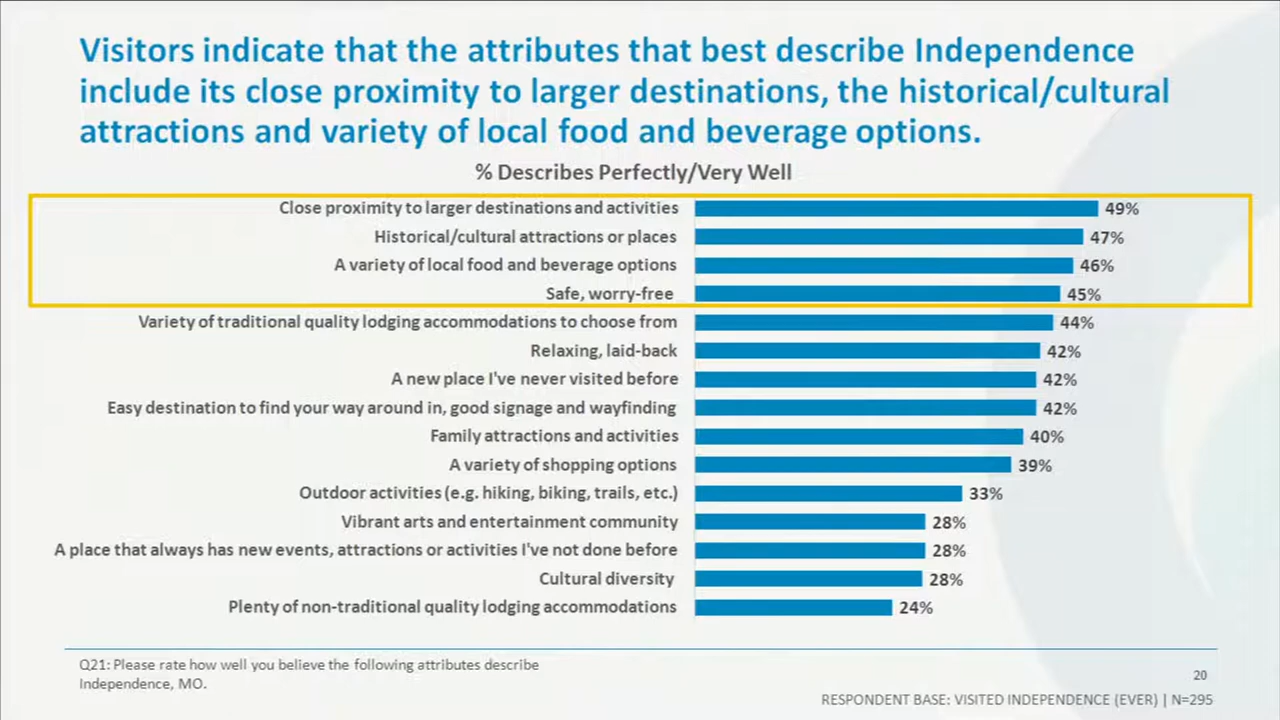 Visitors indicate that the attributes that best describe Independence
include its close proximity to larger destinations, the historical/cultural
attractions and variety of local food and beverage options.
% Describes Perfectly/Very Well
Close proximity to larger destinations and activities 49%
Historical/cultural attractions or places 47%
A variety of local food and beverage options 46%
Safe, worry-free 45%
Variety of traditional quality lodging accommodations to choose from 44%
Relaxing, laid-back 42%
A new place I've never visited before 42%
Easy destination to find your way around in, good signage and wayfinding 42%
Family attractions and activities 40%
A variety of shopping options 39%
Outdoor activities (e.g. hiking, biking, trails, etc.) 33%
Vibrant arts and entertainment community 28%
A place that always has new events, attractions or activities I've not done before 28%
Cultural diversity 28%
Plenty of non-traditional quality lodging accommodations 24%
Q21: Please rate how well you believe the following attributes describe
Independence, MO.
20
RESPONDENT BASE: VISITED INDEPENDENCE (EVER) | N=295